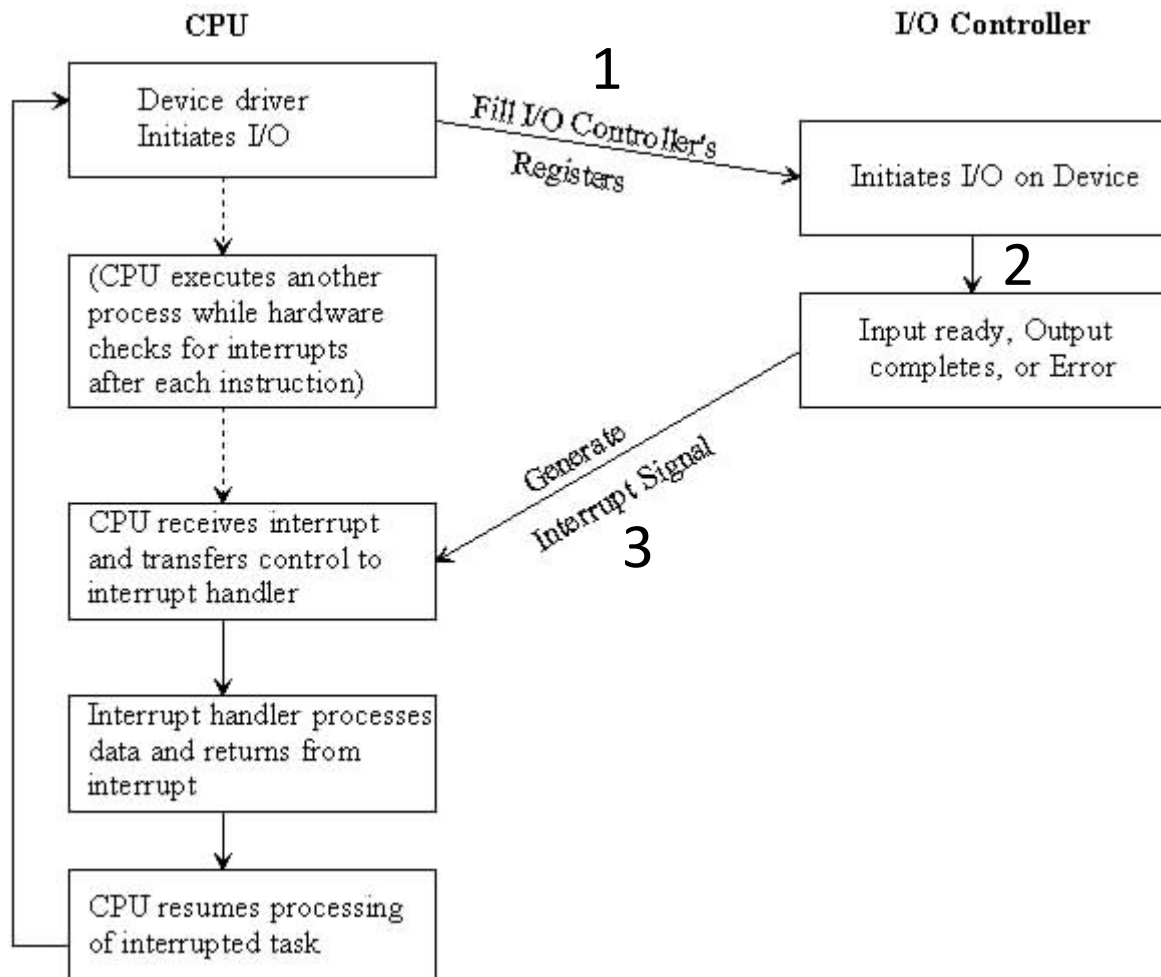 CPU
I/O Controller
1
Device driver
Initiates I/O
Fill I/O Controller's
Registers
Initiates I/O on Device
2
(CPU executes another
process while hardware
checks for interrupts
after each instruction)
Input ready, Output
completes, or Error
Generate
Interrupt Signal
3
CPU receives interrupt
and transfers control to
interrupt handler
Interrupt handler processes
data and returns from
interrupt
CPU resumes processing
of interrupted task